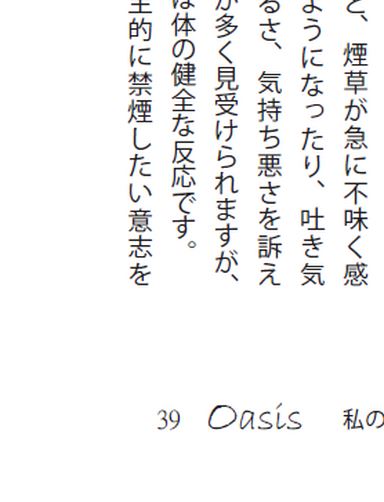 と、煙草が急に不味く感
ようになったり、吐き気
るさ、気持ち悪さを訴え
が多く見受けられますが、
は体の健全な反応です。
主的に禁煙したい意志を
39 Oasis 私の